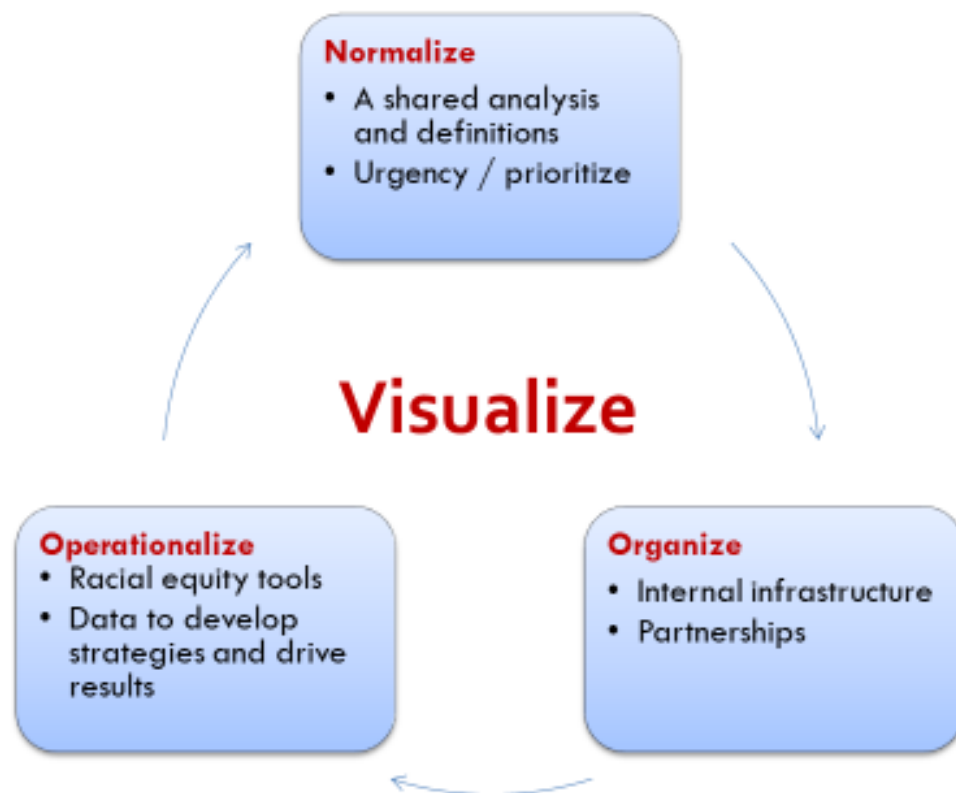 Normalize
• A shared analysis
and definitions
• Urgency / prioritize
Visualize
Operationalize
• Racial equity tools
• Data to develop
strategies and drive
results
Organize
• Internal infrastructure
• Partnerships